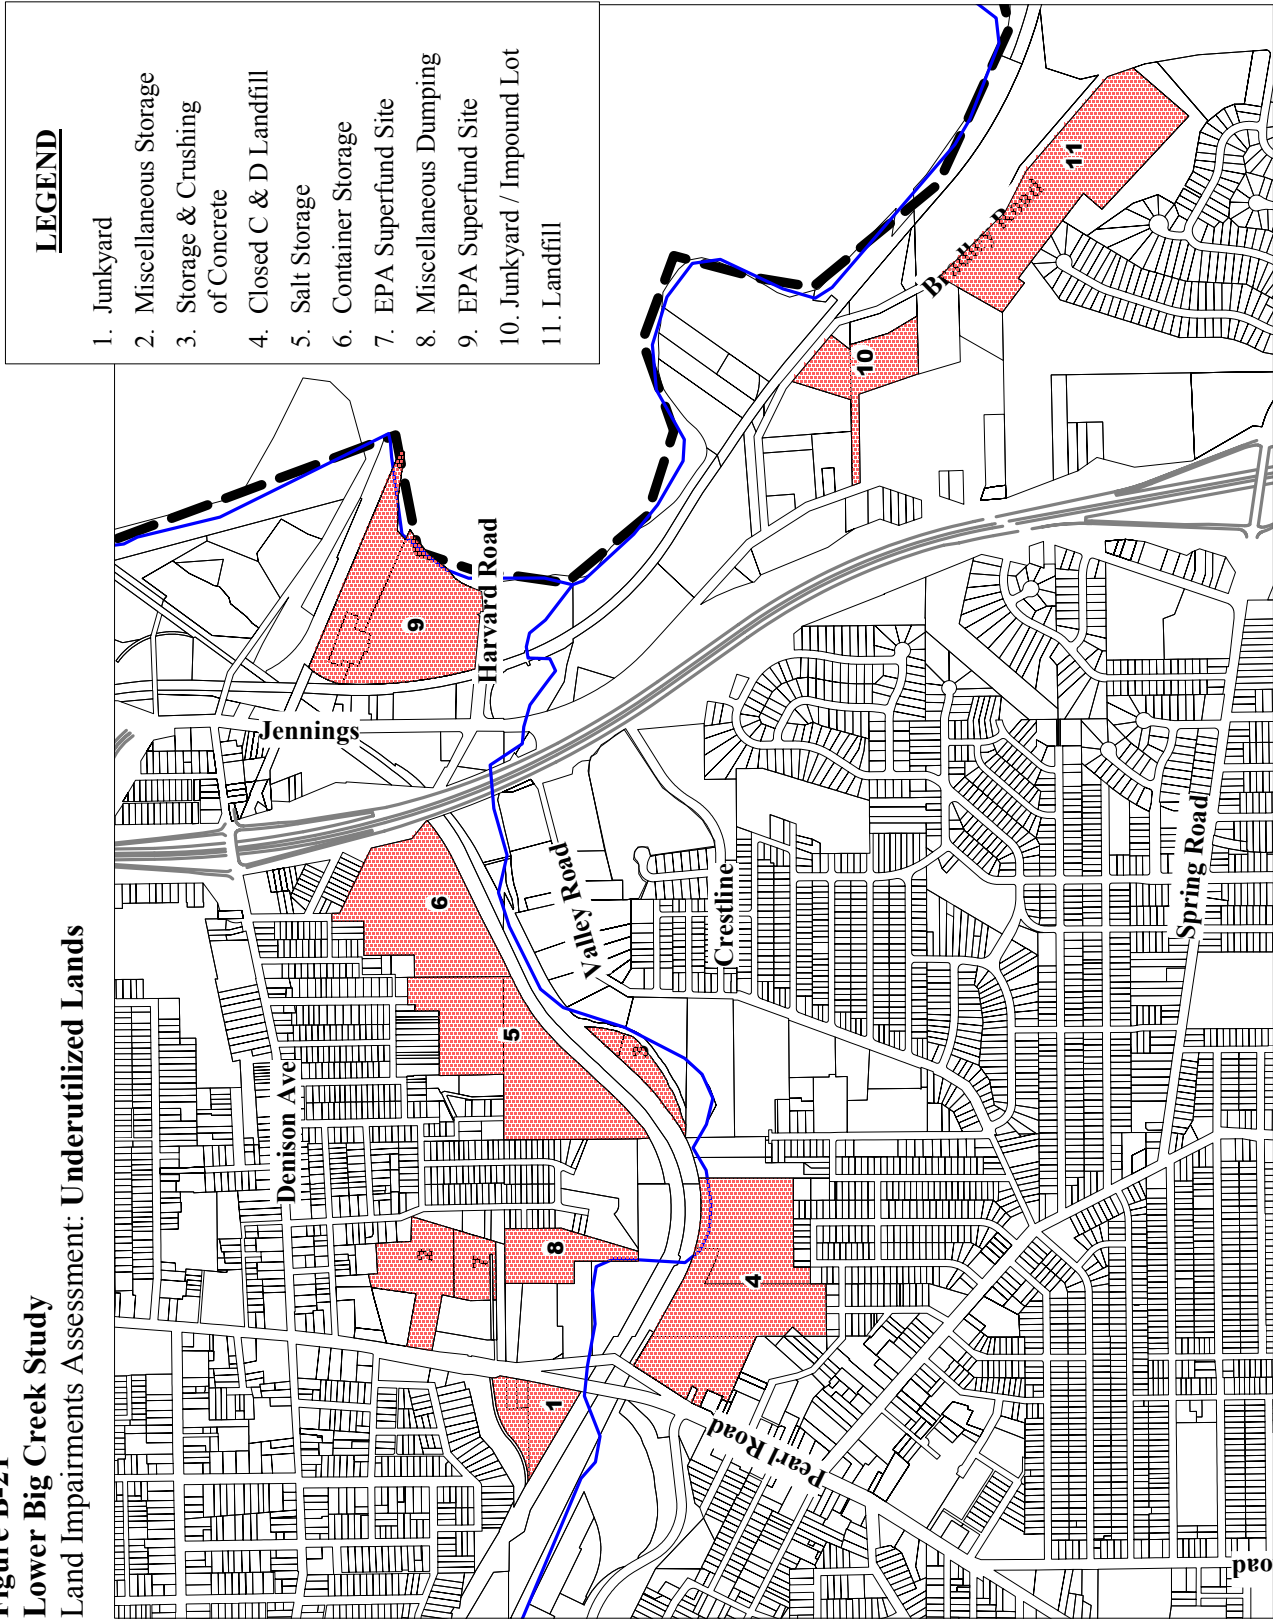 Figure B-21
Lower Big Creek Study
Land Impairments Assessment: Underutilized Lands
LEGEND
1. Junkyard
2. Miscellaneous Storage
3. Storage & Crushing
of Concrete
4. Closed C & D Landfill
5. Salt Storage
6. Container Storage
7. EPA Superfund Site
8. Miscellaneous Dumping
9. EPA Superfund Site
10. Junkyard / Impound Lot
11. Landfill
Denison Ave
Jennings
Harvard Road
Valley Road
Crestline
Spring Road
Pearl Road
Road
1
2
2
8
4
5
3
6
9
10
11